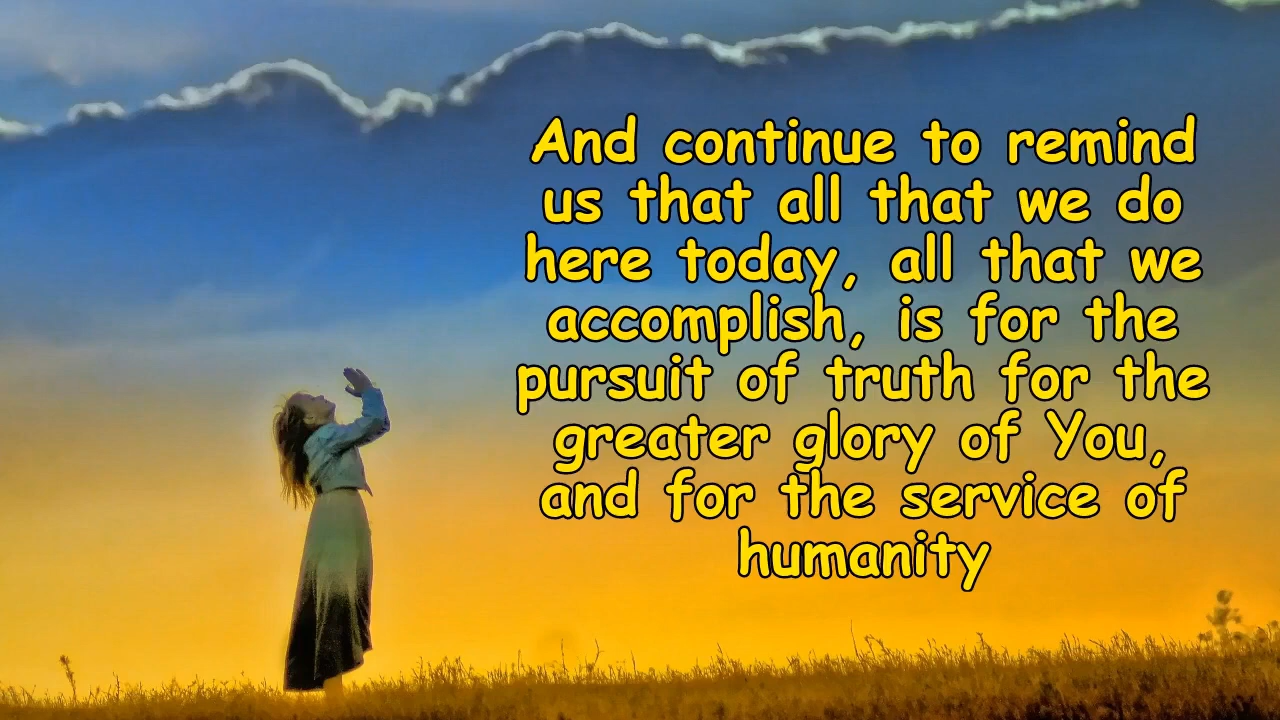 And continue to remind
us that all that we do
here today, all that we
accomplish, is for the
pursuit of truth for the
greater glory of You,
and for the service of
humanity